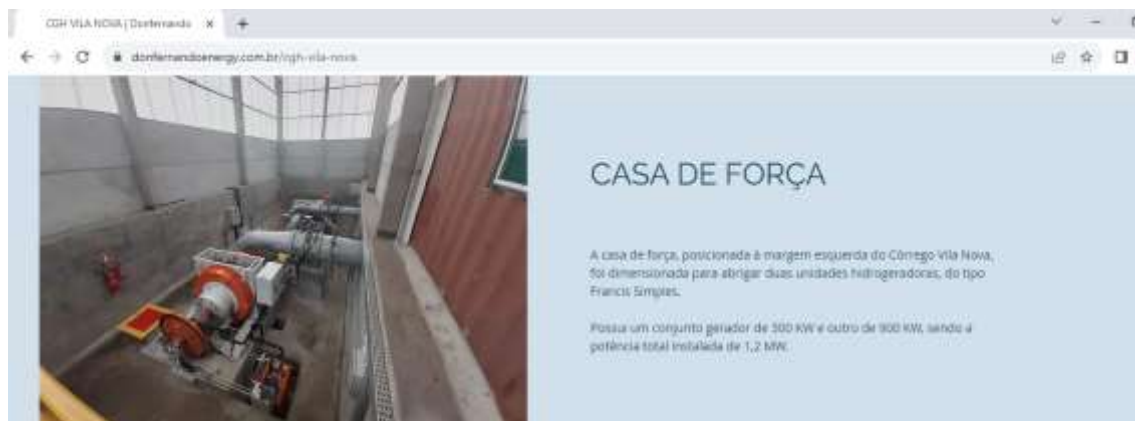 CGH VILA NOVA | Donfernando
donfernandoenergy.com.br/cgh-vila-nova
CASA DE FORÇA
A casa de força, posicionada à margem esquerda do Córrego Vila Nova,
foi dimensionada para abrigar duas unidades hidrogeradoras, do tipo
Francis Simples.
Possui um conjunto gerador de 300 KW e outro de 900 KW, sendo a
potência total instalada de 1,2 MW.